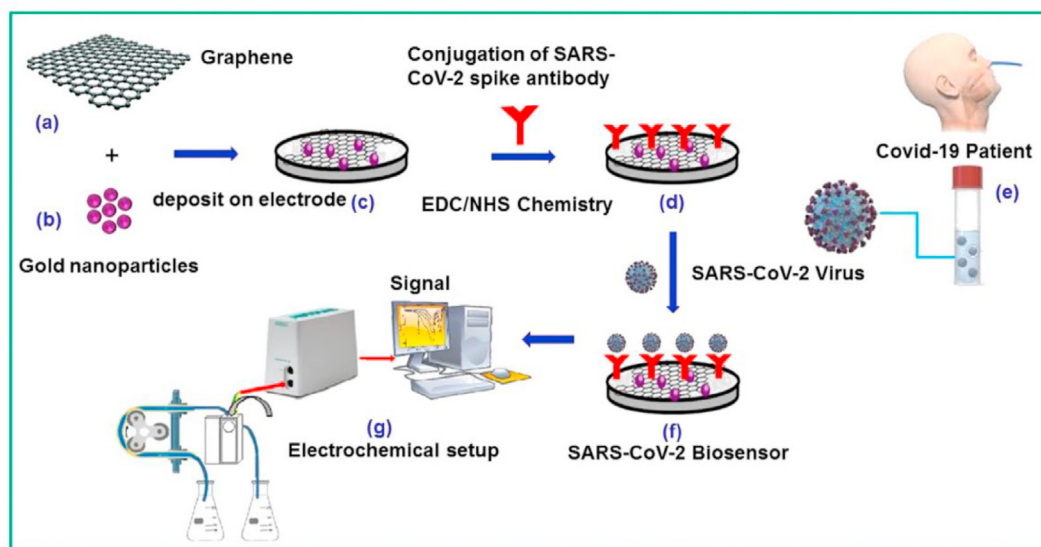 Graphene
(a)
+
(b)
Gold nanoparticles
deposit on electrode
(c)
Conjugation of SARS-
CoV-2 spike antibody
EDC/NHS Chemistry
(d)
Covid-19 Patient
(e)
SARS-CoV-2 Virus
(f)
SARS-CoV-2 Biosensor
Signal
(g)
Electrochemical setup